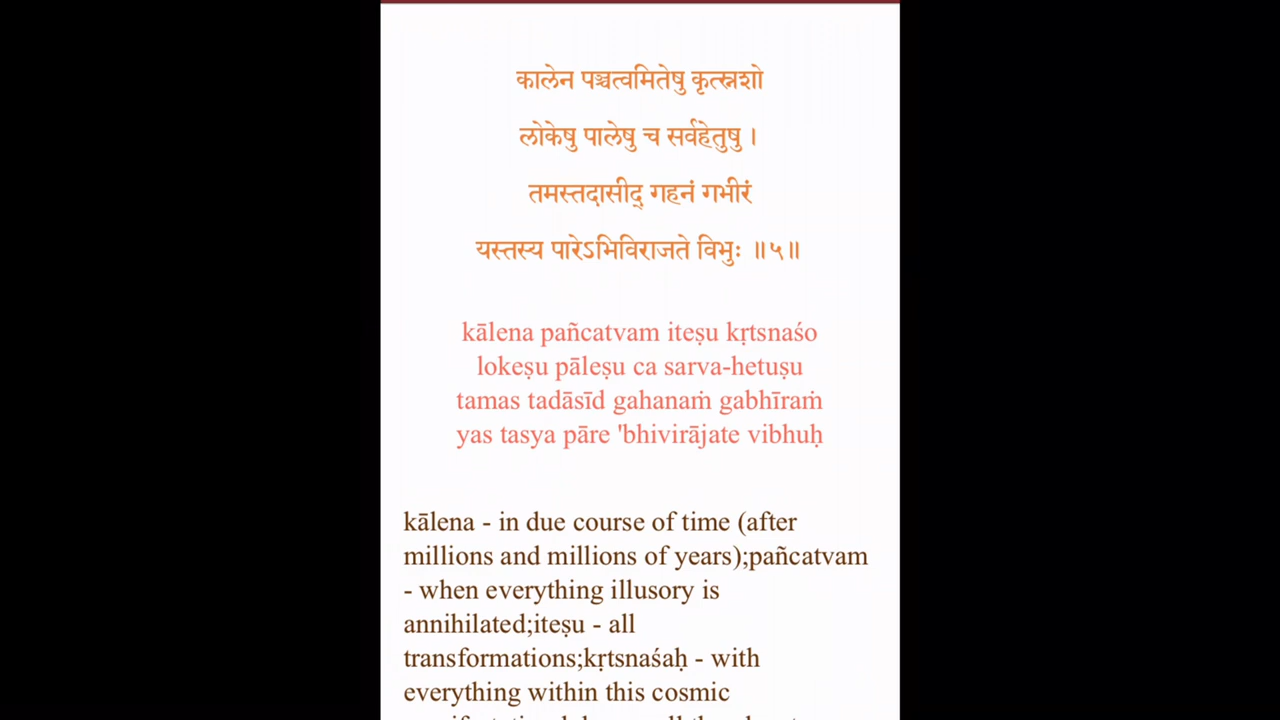 कालेन पञ्चत्वमितेषु कृत्स्नशो
लोकेषु पालेषु च सर्वहेतुषु ।
तमस्तदासीद् गहनं गभीरं
यस्तस्य पारेऽभिविराजते विभुः ॥५॥
kālena pañcatvam iteṣu kṛtsnaśo
lokeṣu pāleṣu ca sarva-hetuṣu
tamas tadāsīd gahanaṁ gabhīraṁ
yas tasya pāre 'bhivirājate vibhuḥ
kālena - in due course of time (after
millions and millions of years);pañcatvam
- when everything illusory is
annihilated;iteṣu - all
transformations;kṛtsnaśaḥ - with
everything within this cosmic